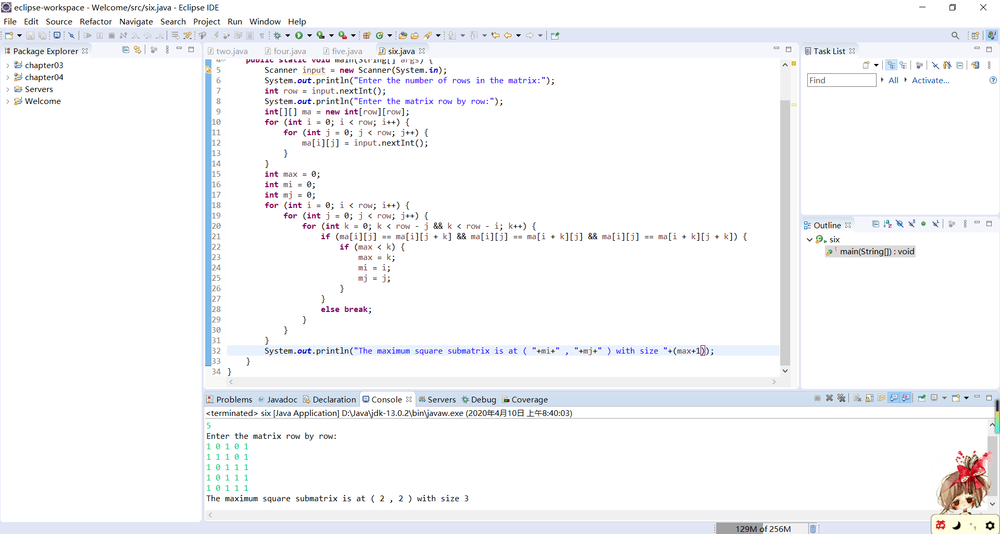 eclipse-workspace - Welcome/src/six.java - Eclipse IDE
File Edit Source Refactor Navigate Search Project Run Window Help
Package Explorer
chapter03
chapter04
Servers
Welcome
two.java four.java five.java six.java
4 public static void main(String[] args) {
5 Scanner input = new Scanner(System.in);
6 System.out.println("Enter the number of rows in the matrix:");
7 int row = input.nextInt();
8 System.out.println("Enter the matrix row by row:");
9 int[][] ma = new int[row][row];
10 for (int i = 0; i < row; i++) {
11 for (int j = 0; j < row; j++) {
12 ma[i][j] = input.nextInt();
13 }
14 }
15 int max = 0;
16 int mi = 0;
17 int mj = 0;
18 for (int i = 0; i < row; i++) {
19 for (int j = 0; j < row; j++) {
20 for (int k = 0; k < row - j && k < row - i; k++) {
21 if (ma[i][j] == ma[i][j + k] && ma[i][j] == ma[i + k][j] && ma[i][j] == ma[i + k][j + k]) {
22 if (max < k) {
23 max = k;
24 mi = i;
25 mj = j;
26 }
27 }
28 else break;
29 }
30 }
31 }
32 System.out.println("The maximum square submatrix is at ( "+mi+" , "+mj+" ) with size "+(max+1));
33 }
34 }
Task List
Find All Activate...
Outline
six
main(String[]) : void
Problems @ Javadoc Declaration Console Servers Debug Coverage
<terminated> six [Java Application] D:\Java\jdk-13.0.2\bin\javaw.exe (2020年4月10日 上午8:40:03)
5
Enter the matrix row by row:
1 0 1 0 1
1 1 1 0 1
1 0 1 1 1
1 0 1 1 1
1 0 1 1 1
The maximum square submatrix is at ( 2 , 2 ) with size 3
129M of 256M
英